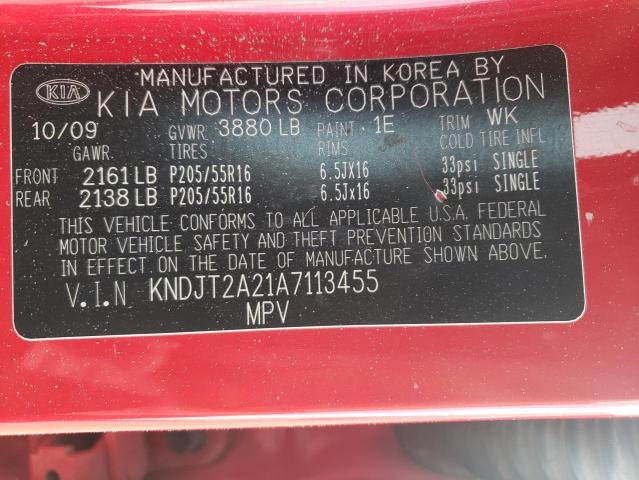 MANUFACTURED IN KOREA BY
KIA KIA MOTORS CORPORATION
10/09 GVWR 3880 LB PAINT 1E TRIM WK
GAWR TIRES RIMS COLD TIRE INFL
FRONT 2161 LB P205/55R16 6.5JX16 33psi SINGLE
REAR 2138 LB P205/55R16 6.5Jx16 33psi SINGLE
THIS VEHICLE CONFORMS TO ALL APPLICABLE U.S.A. FEDERAL
MOTOR VEHICLE SAFETY AND THEFT PREVENTION STANDARDS
IN EFFECT ON THE DATE OF MANUFACTURE SHOWN ABOVE.
V.I.N KNDJT2A21A7113455
MPV